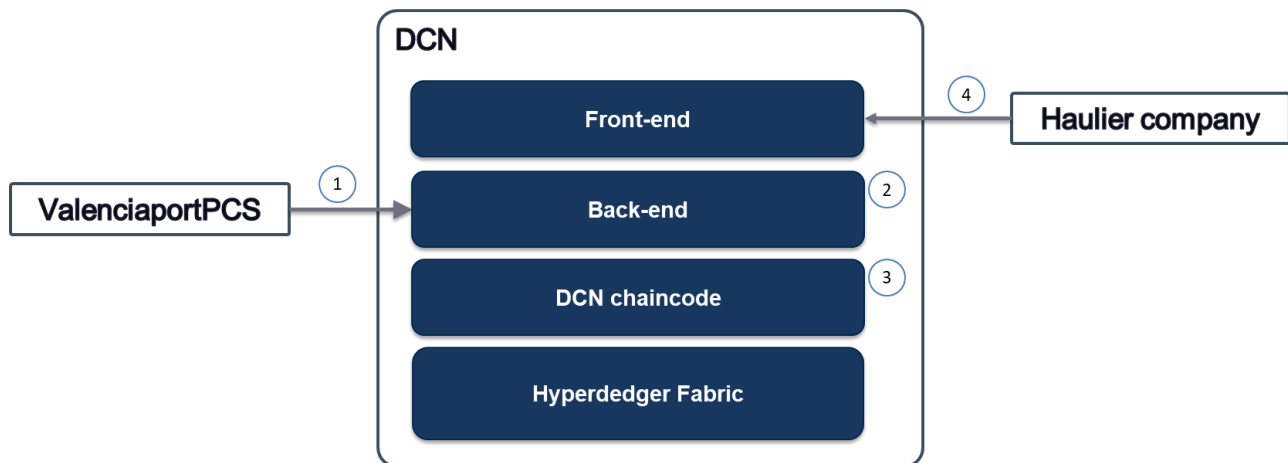 DCN
Front-end
4
Haulier company
ValenciaportPCS
1
Back-end
2
DCN chaincode
3
Hyperdedger Fabric